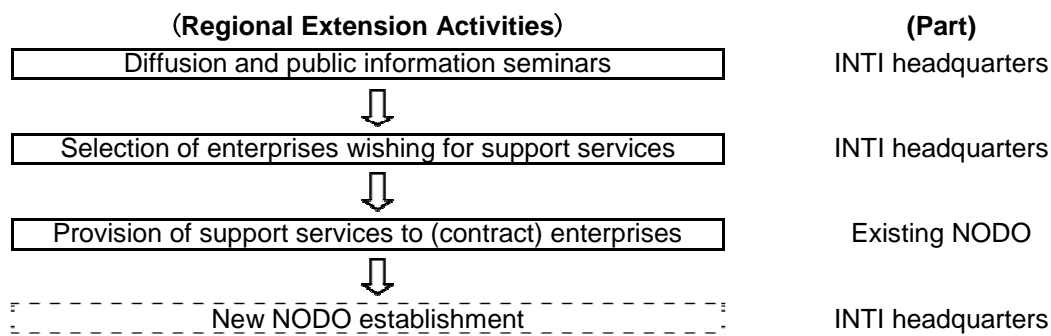 (Regional Extension Activities) (Part)
Diffusion and public information seminars INTI headquarters
Selection of enterprises wishing for support services INTI headquarters
Provision of support services to (contract) enterprises Existing NODO
New NODO establishment INTI headquarters